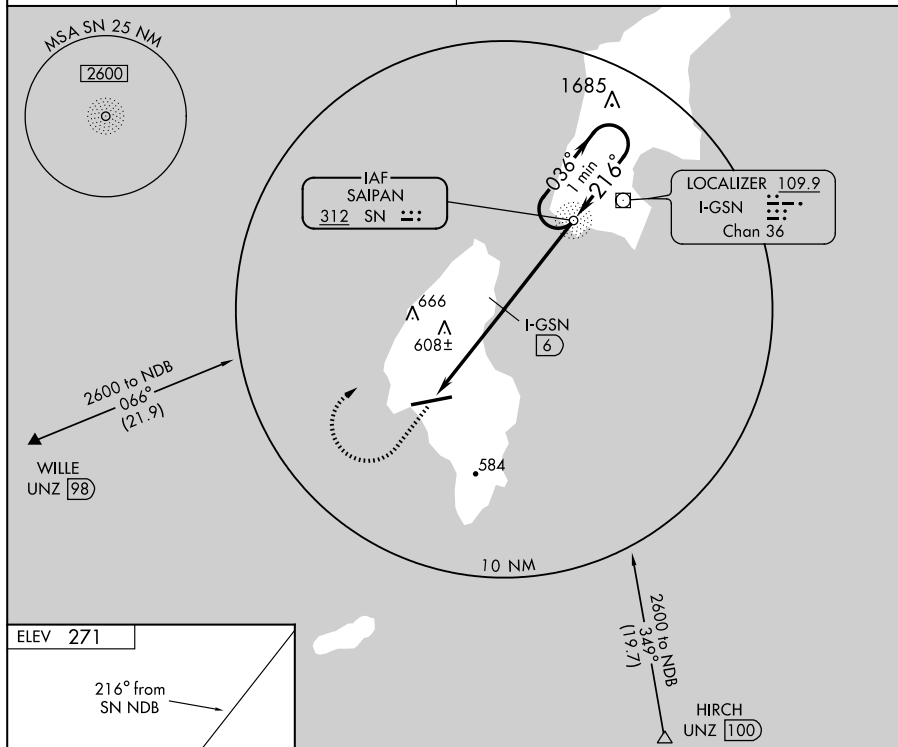 MSA SN 25 NM
2600
1685
036°
1 min
216°
IAF
SAIPAN
312 SN
LOCALIZER 109.9
I-GSN
Chan 36
666
608±
I-GSN
6
2600 to NDB
066°
(21.9)
WILLE
UNZ 98
584
10 NM
2600 to NDB
349°
(19.7)
HIRCH
UNZ 100
ELEV 271
216° from
SN NDB